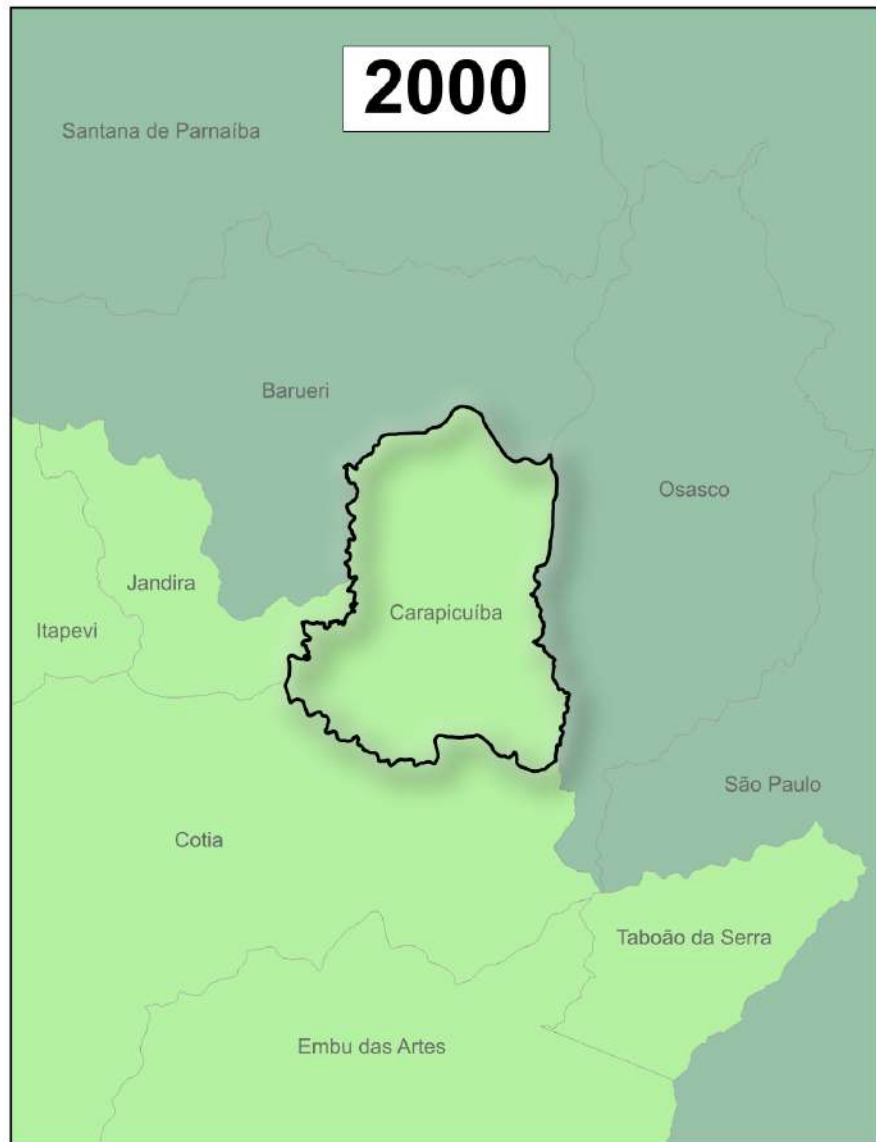 2000
Santana de Parnaíba
Barueri
Osasco
Jandira
Carapicuíba
Itapevi
São Paulo
Cotia
Taboão da Serra
Embu das Artes